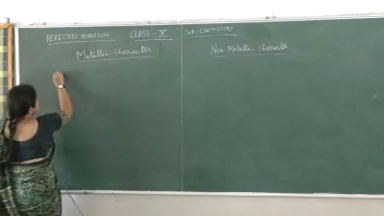 PERIODIC
CLASS - X
Sub: CHEMISTRY
Metallic Character
Non Metallic Character